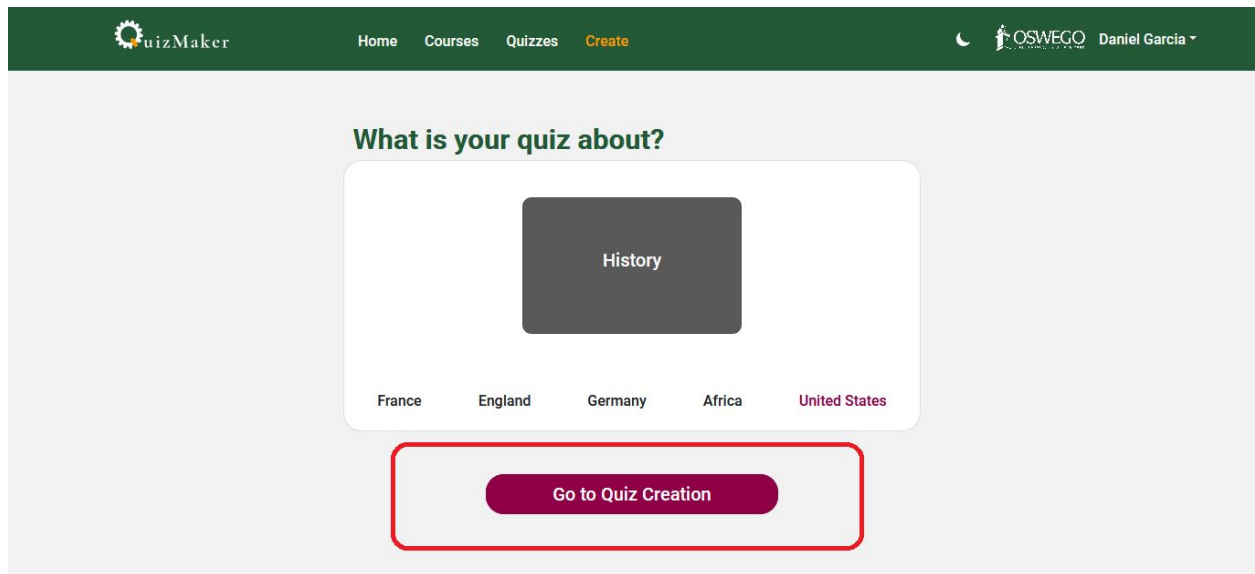 QuizMaker Home Courses Quizzes Create OSWEGO Daniel Garcia
What is your quiz about?
History
France England Germany Africa United States
Go to Quiz Creation